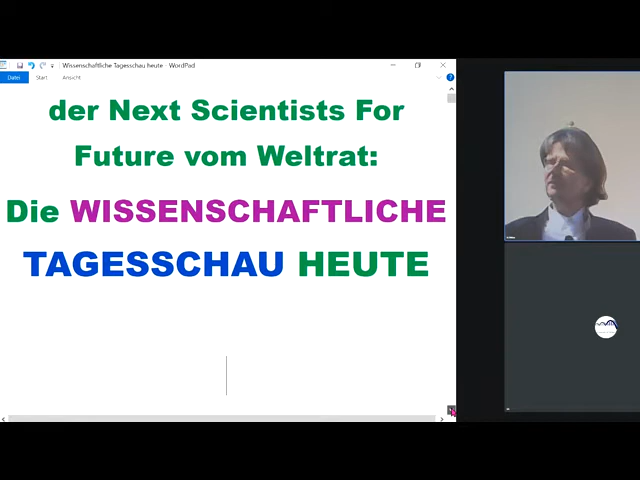 Wissenschaftliche Tagesschau heute - WordPad
Datei Start Ansicht
der Next Scientists For
Future vom Weltrat:
Die WISSENSCHAFTLICHE
TAGESSCHAU HEUTE